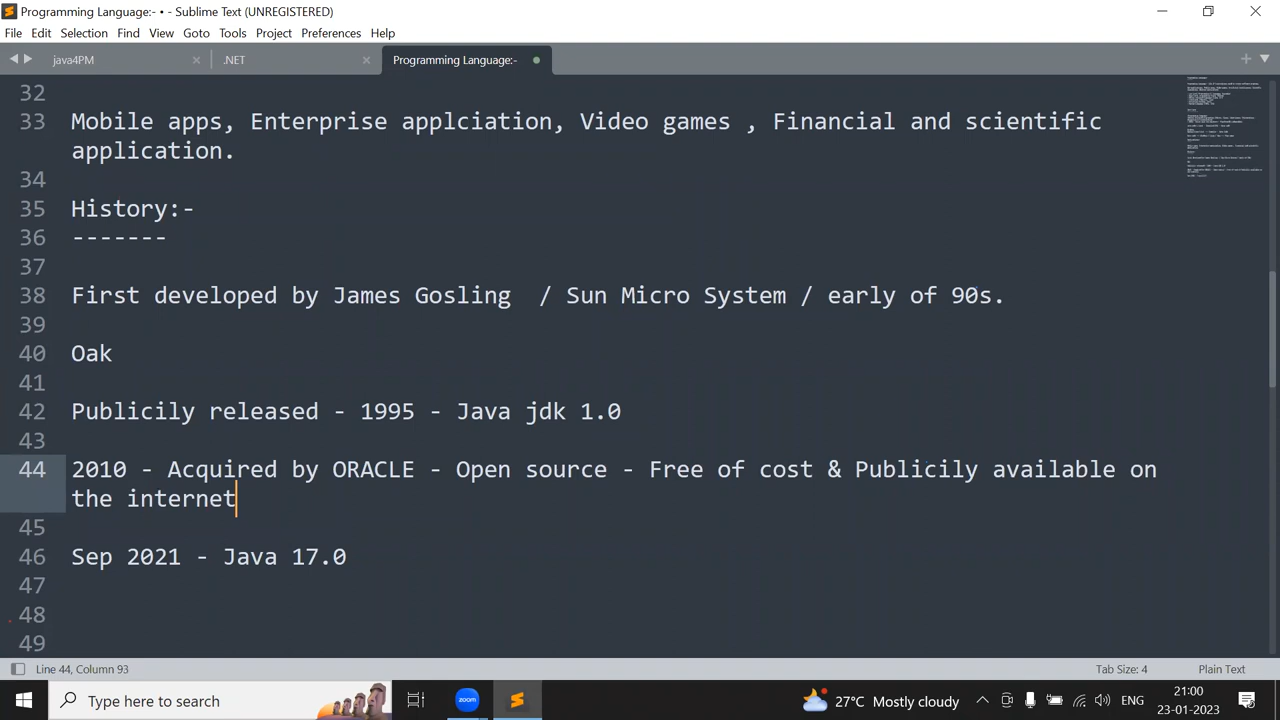 Programming Language:- • - Sublime Text (UNREGISTERED)
File Edit Selection Find View Goto Tools Project Preferences Help
java4PM .NET Programming Language:-
32
33 Mobile apps, Enterprise applciation, Video games , Financial and scientific
application.
34
35 History:-
36 -------
37
38 First developed by James Gosling  / Sun Micro System / early of 90s.
39
40 Oak
41
42 Publicily released - 1995 - Java jdk 1.0
43
44 2010 - Acquired by ORACLE - Open source - Free of cost & Publicily available on
the internet
45
46 Sep 2021 - Java 17.0
47
48
49
Line 44, Column 93 Tab Size: 4 Plain Text
Type here to search zoom 27°C Mostly cloudy ENG 21:00
23-01-2023